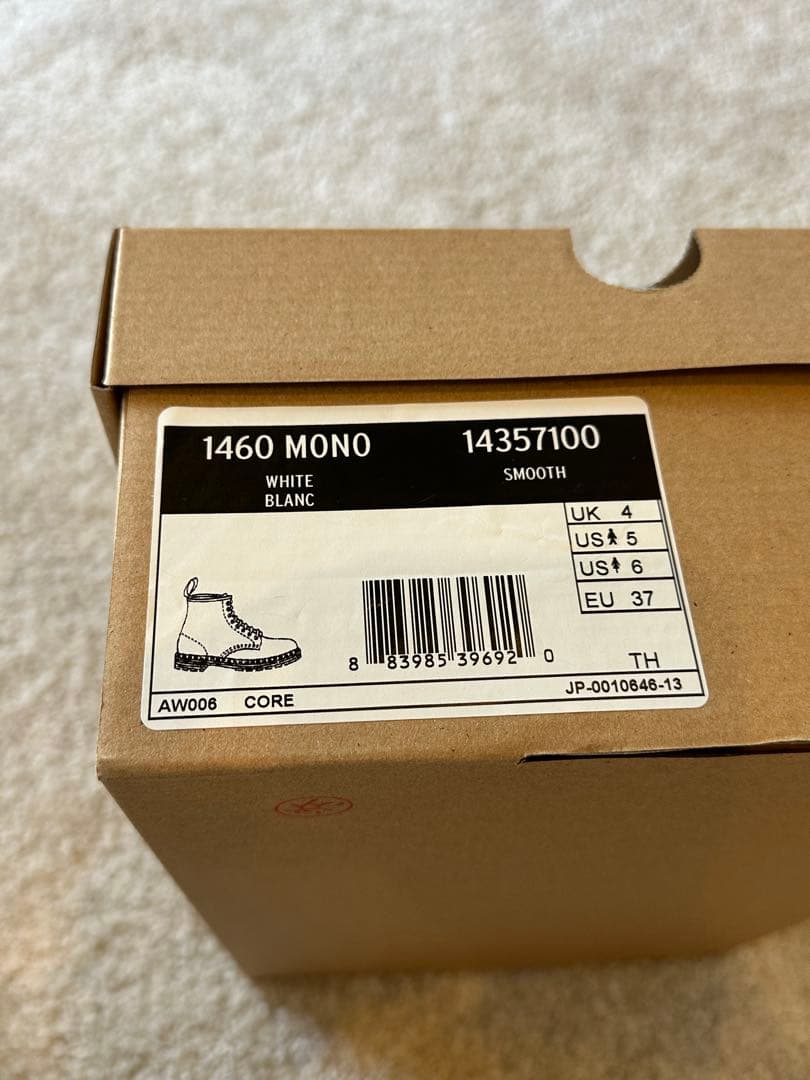 1460 MONO 14357100
WHITE SMOOTH
BLANC
UK 4
US 5
US 6
EU 37
8 83985 39692 0
TH
AW006 CORE JP-0010646-13